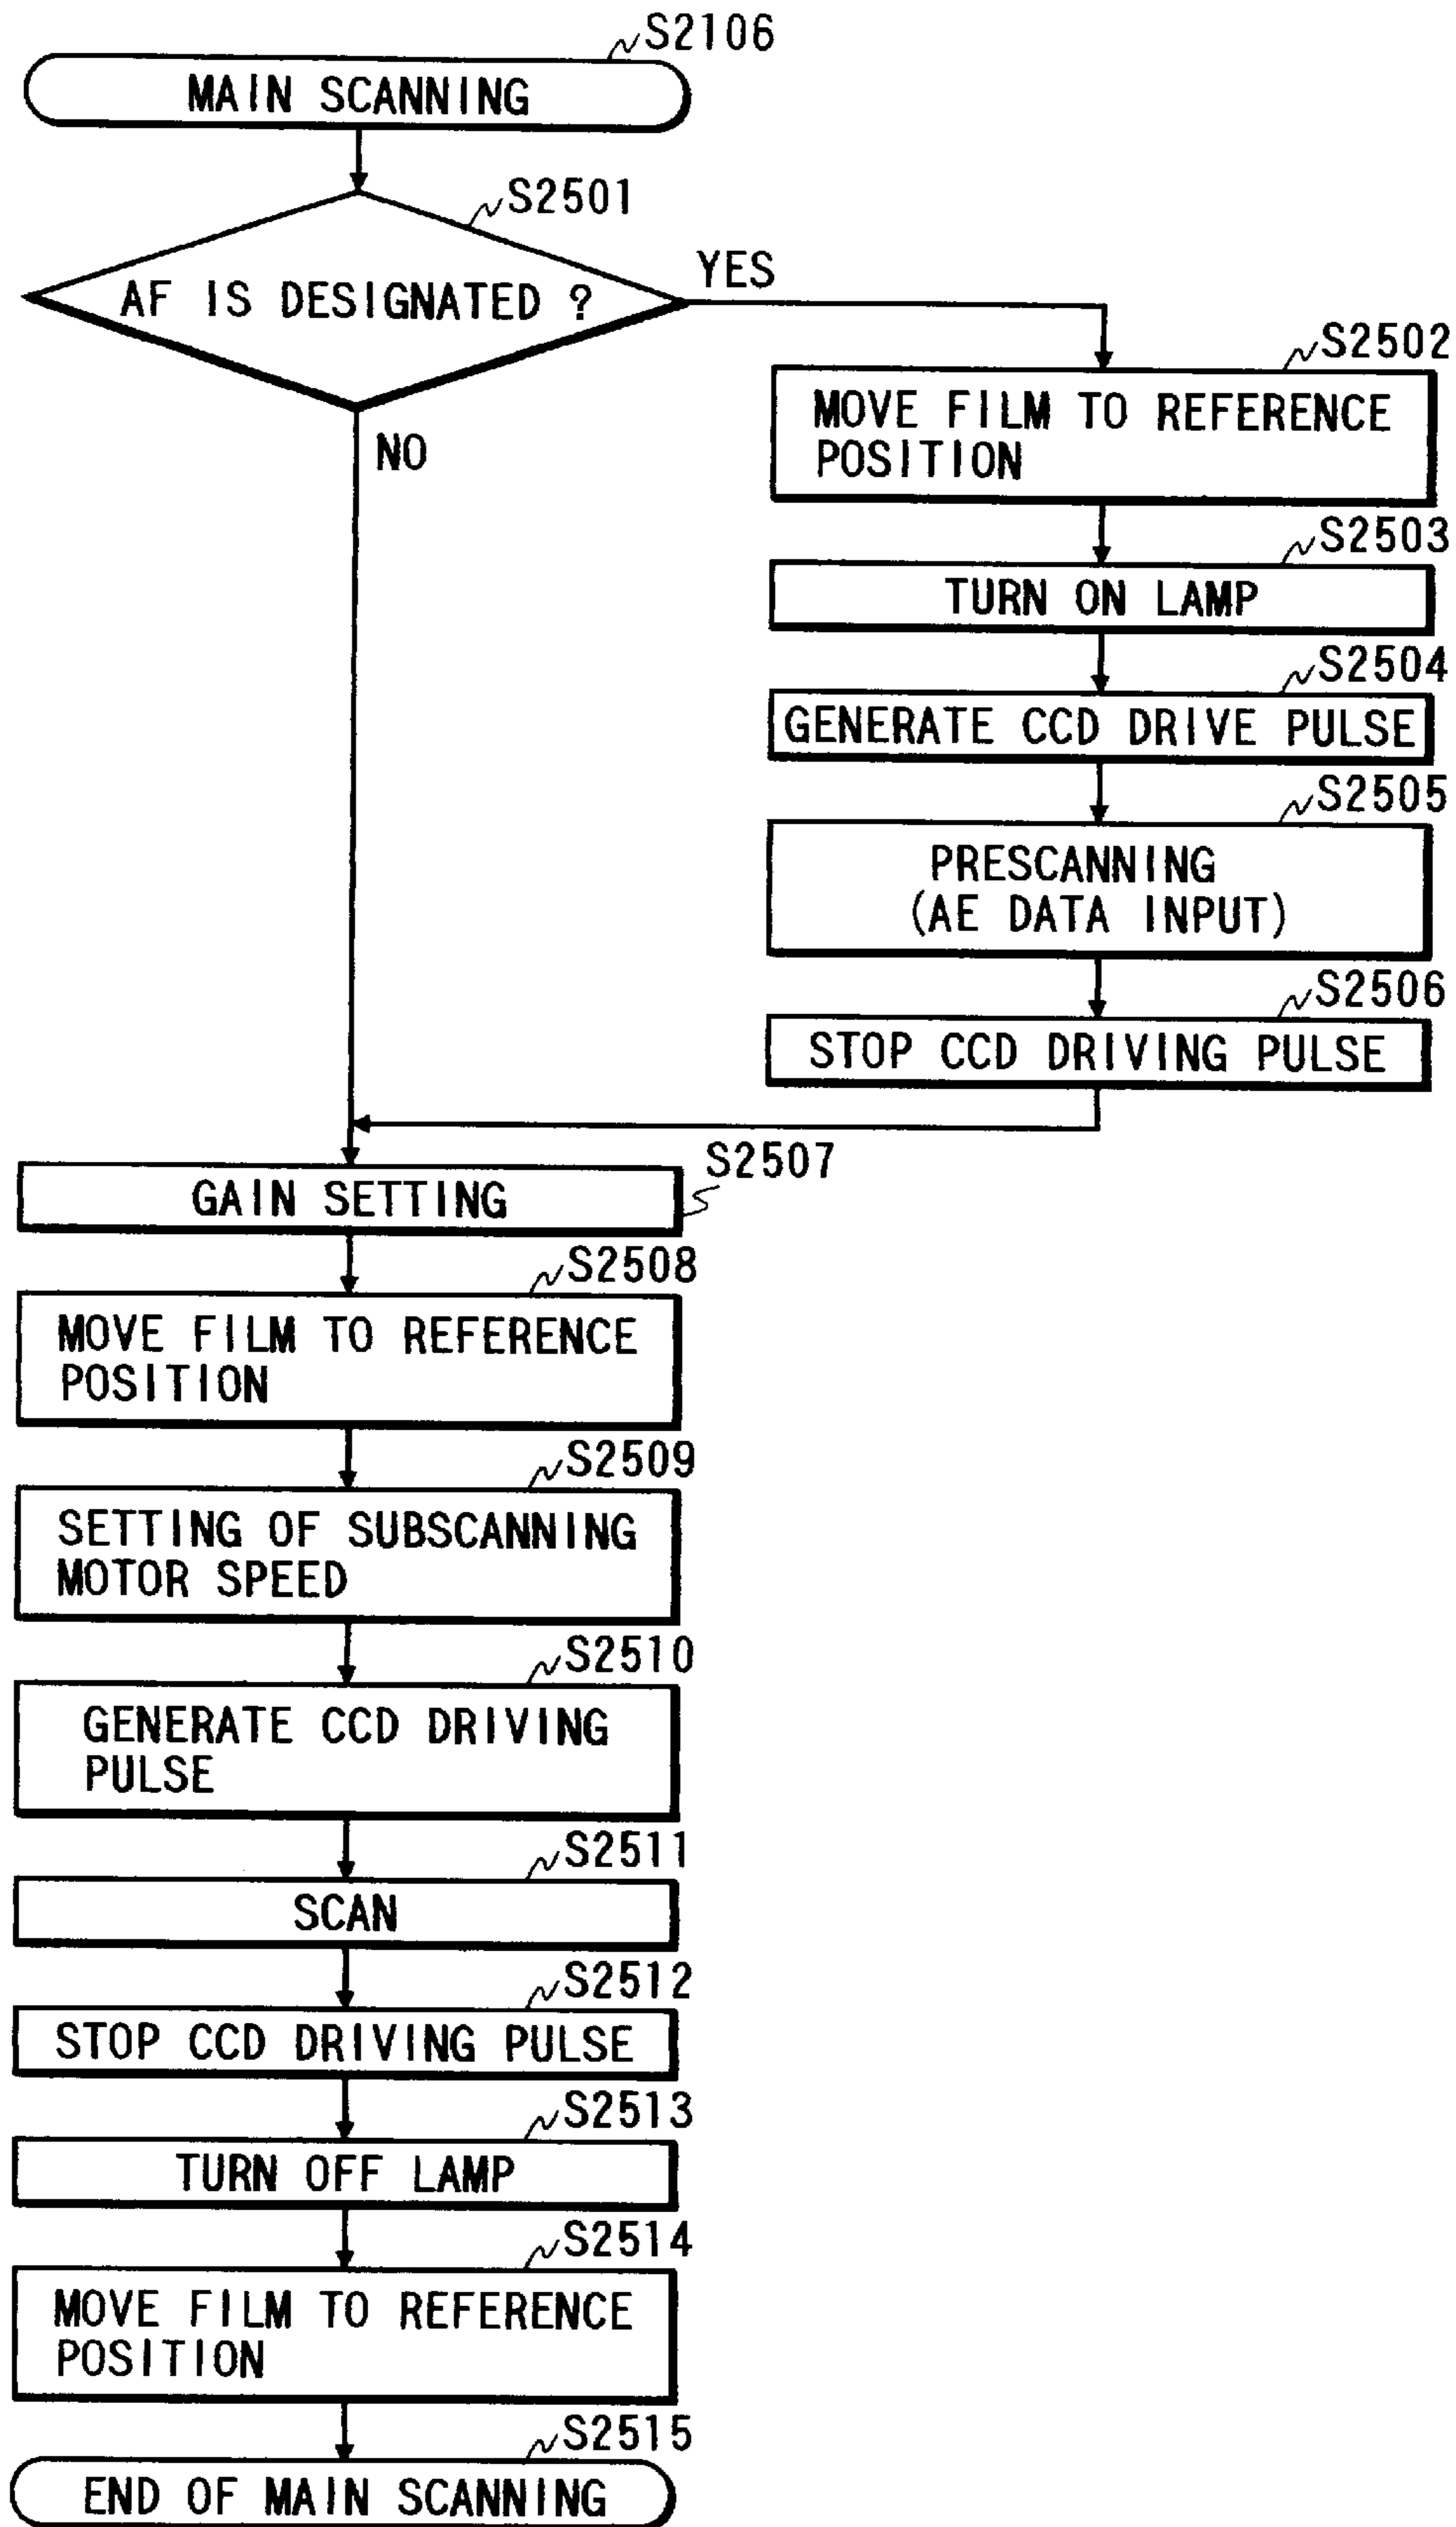 S2106
MAIN SCANNING
S2501
AF IS DESIGNATED ?
YES
NO
S2502
MOVE FILM TO REFERENCE
POSITION
S2503
TURN ON LAMP
S2504
GENERATE CCD DRIVE PULSE
S2505
PRESCANNING
(AE DATA INPUT)
S2506
STOP CCD DRIVING PULSE
S2507
GAIN SETTING
S2508
MOVE FILM TO REFERENCE
POSITION
S2509
SETTING OF SUBSCANNING
MOTOR SPEED
S2510
GENERATE CCD DRIVING
PULSE
S2511
SCAN
S2512
STOP CCD DRIVING PULSE
S2513
TURN OFF LAMP
S2514
MOVE FILM TO REFERENCE
POSITION
S2515
END OF MAIN SCANNING